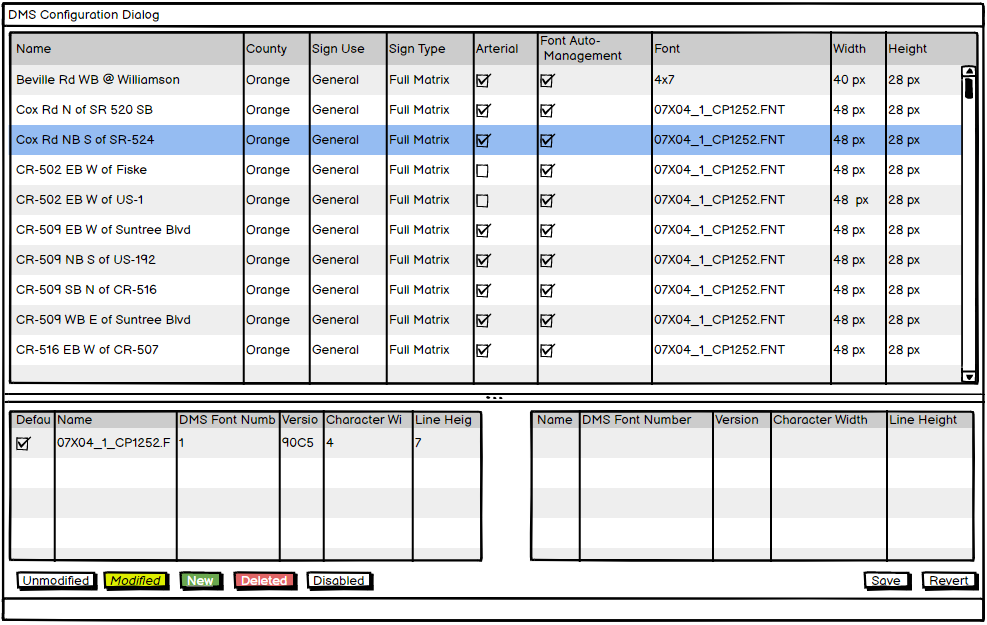 DMS Configuration Dialog
Name County Sign Use Sign Type Arterial Font Auto-Management Font Width Height
Beville Rd WB @ Williamson Orange General Full Matrix 4x7 40 px 28 px
Cox Rd N of SR 520 SB Orange General Full Matrix 07X04_1_CP1252.FNT 48 px 28 px
Cox Rd NB S of SR-524 Orange General Full Matrix 07X04_1_CP1252.FNT 48 px 28 px
CR-502 EB W of Fiske Orange General Full Matrix 07X04_1_CP1252.FNT 48 px 28 px
CR-502 EB W of US-1 Orange General Full Matrix 07X04_1_CP1252.FNT 48 px 28 px
CR-509 EB W of Suntree Blvd Orange General Full Matrix 07X04_1_CP1252.FNT 48 px 28 px
CR-509 NB S of US-192 Orange General Full Matrix 07X04_1_CP1252.FNT 48 px 28 px
CR-509 SB N of CR-516 Orange General Full Matrix 07X04_1_CP1252.FNT 48 px 28 px
CR-509 WB E of Suntree Blvd Orange General Full Matrix 07X04_1_CP1252.FNT 48 px 28 px
CR-516 EB W of CR-507 Orange General Full Matrix 07X04_1_CP1252.FNT 48 px 28 px
Defau Name DMS Font Numb Versio Character Wi Line Heig Name DMS Font Number Version Character Width Line Height
07X04_1_CP1252.F 1 90C5 4 7
Unmodified Modified New Deleted Disabled Save Revert